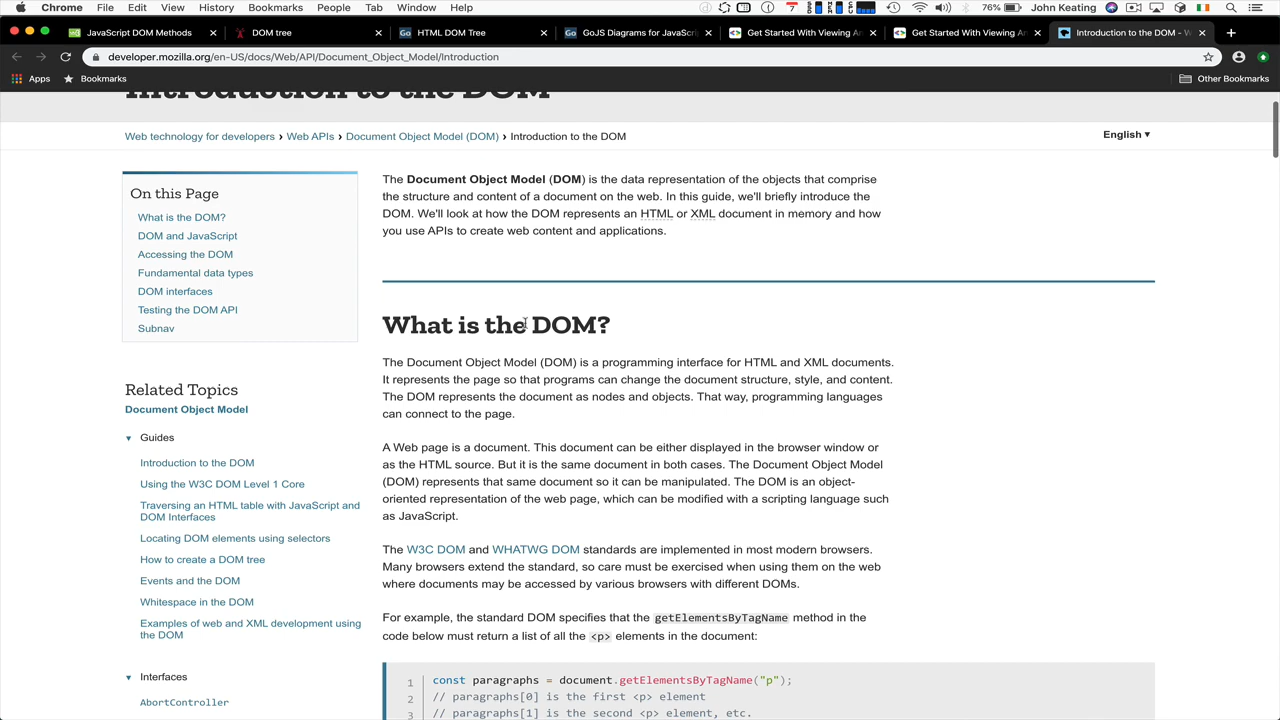 Chrome File Edit View History Bookmarks People Tab Window Help 7 76% John Keating
JavaScript DOM Methods DOM tree HTML DOM Tree GoJS Diagrams for JavaScri Get Started With Viewing An Get Started With Viewing An Introduction to the DOM - W
developer.mozilla.org/en-US/docs/Web/API/Document_Object_Model/Introduction
Apps Bookmarks Other Bookmarks
Introduction to the DOM
Web technology for developers › Web APIs › Document Object Model (DOM) › Introduction to the DOM
English ▼
On this Page
What is the DOM?
DOM and JavaScript
Accessing the DOM
Fundamental data types
DOM interfaces
Testing the DOM API
Subnav
Related Topics
Document Object Model
▼ Guides
Introduction to the DOM
Using the W3C DOM Level 1 Core
Traversing an HTML table with JavaScript and
DOM Interfaces
Locating DOM elements using selectors
How to create a DOM tree
Events and the DOM
Whitespace in the DOM
Examples of web and XML development using
the DOM
▼ Interfaces
AbortController
The Document Object Model (DOM) is the data representation of the objects that comprise
the structure and content of a document on the web. In this guide, we'll briefly introduce the
DOM. We'll look at how the DOM represents an HTML or XML document in memory and how
you use APIs to create web content and applications.
What is the DOM?
The Document Object Model (DOM) is a programming interface for HTML and XML documents.
It represents the page so that programs can change the document structure, style, and content.
The DOM represents the document as nodes and objects. That way, programming languages
can connect to the page.
A Web page is a document. This document can be either displayed in the browser window or
as the HTML source. But it is the same document in both cases. The Document Object Model
(DOM) represents that same document so it can be manipulated. The DOM is an object-
oriented representation of the web page, which can be modified with a scripting language such
as JavaScript.
The W3C DOM and WHATWG DOM standards are implemented in most modern browsers.
Many browsers extend the standard, so care must be exercised when using them on the web
where documents may be accessed by various browsers with different DOMs.
For example, the standard DOM specifies that the getElementsByTagName method in the
code below must return a list of all the <p> elements in the document:
1 const paragraphs = document.getElementsByTagName("p");
2 // paragraphs[0] is the first <p> element
3 // paragraphs[1] is the second <p> element, etc.